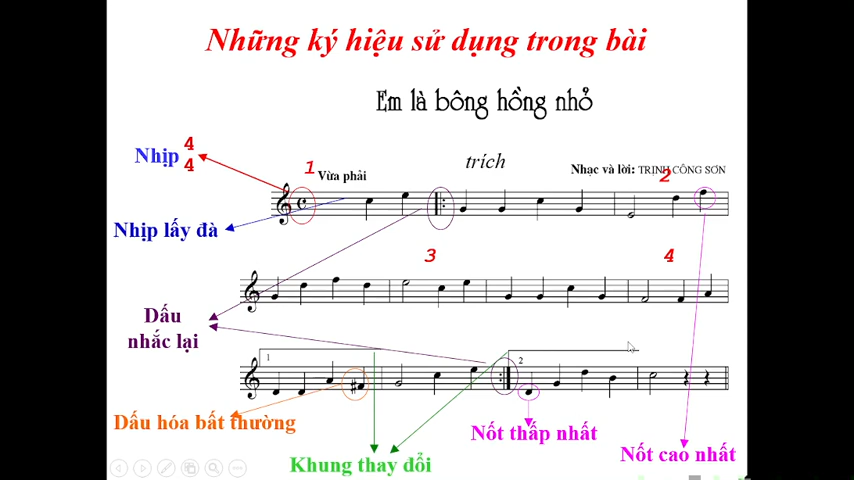 Những ký hiệu sử dụng trong bài
Em là bông hồng nhỏ
Nhịp 4
4
1
Vừa phải
trích
Nhạc và lời: TRỊNH CÔNG SƠN
2
Nhịp lấy đà
3
4
Dấu
nhắc lại
1
2
Dấu hóa bất thường
Nốt thấp nhất
Nốt cao nhất
Khung thay đổi